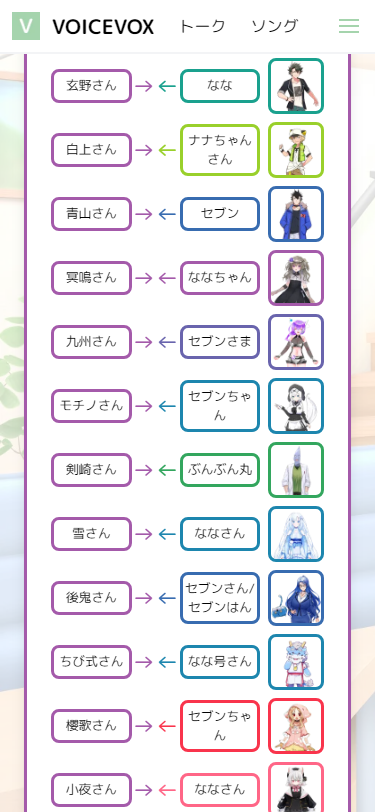 V VOICEVOX トーク ソング
玄野さん → ← なな
白上さん → ← ナナちゃん
さん
青山さん → ← セブン
冥鳴さん → ← ななちゃん
九州さん → ← セブンさま
モチノさん → ← セブンちゃ
ん
剣崎さん → ← ぶんぶん丸
雪さん → ← ななさん
後鬼さん → ← セブンさん/
セブンはん
ちび式さん → ← なな号さん
櫻歌さん → ← セブンちゃ
ん
小夜さん → ← ななさん